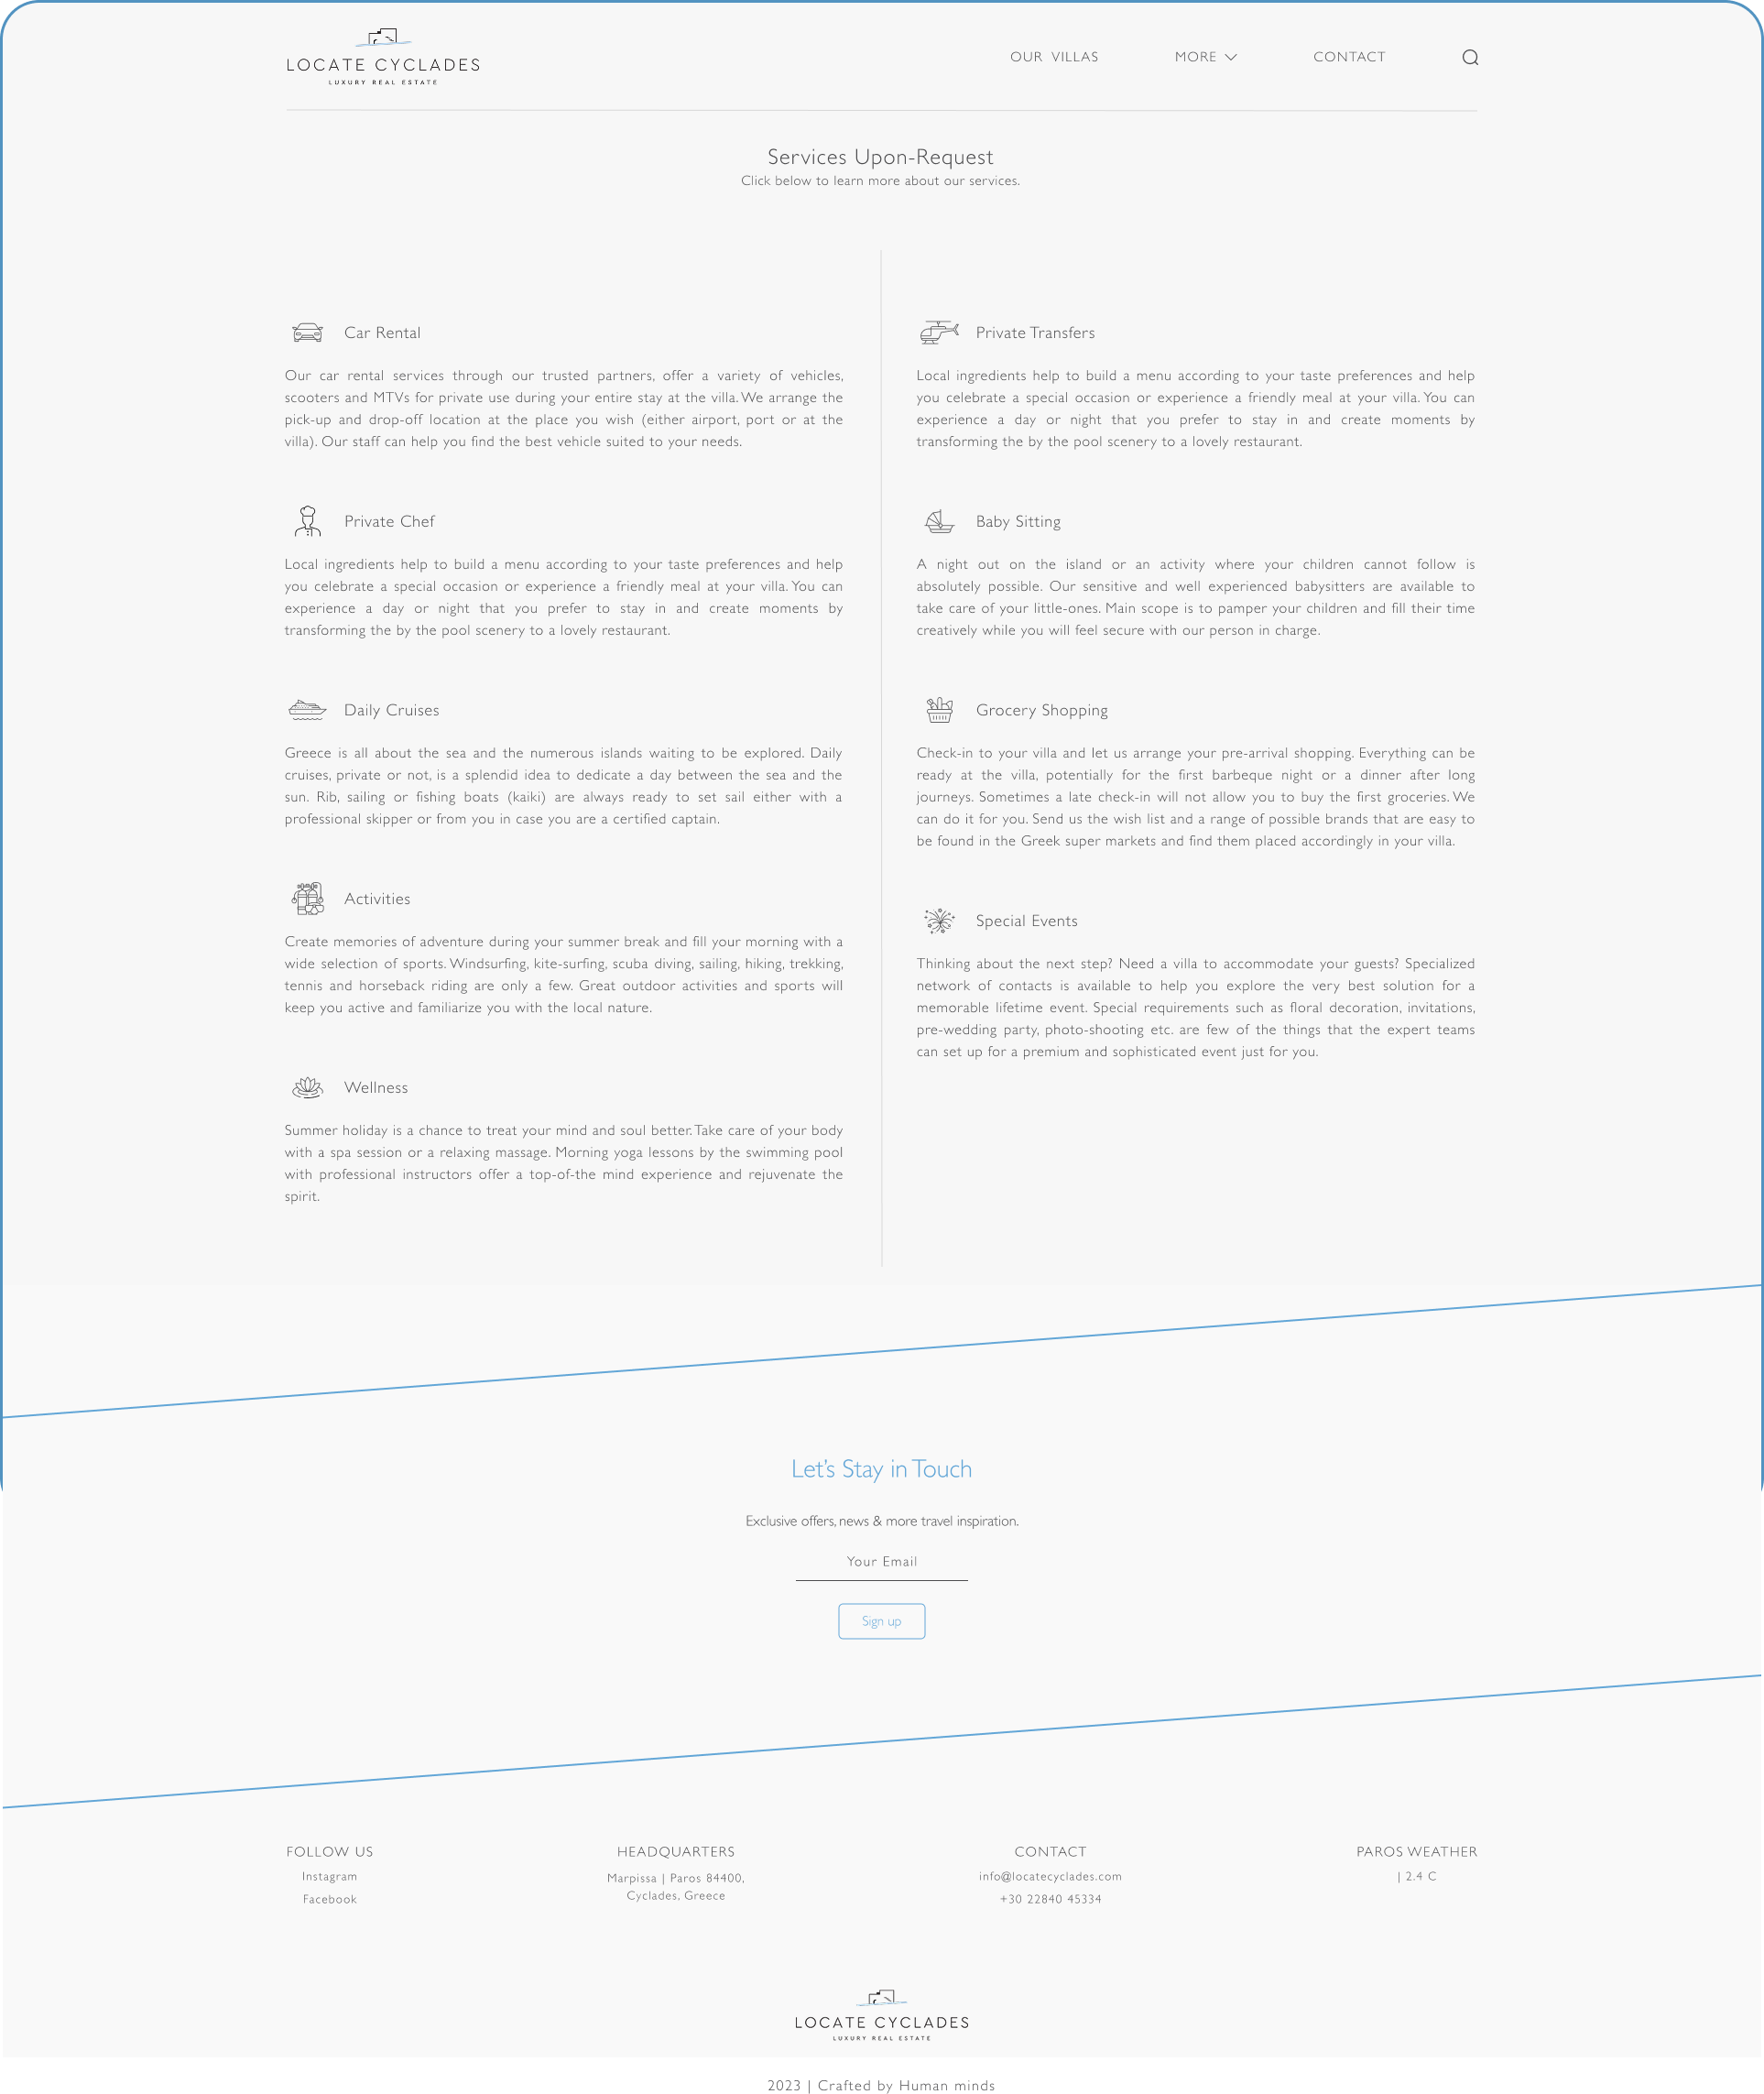 LOCATE CYCLADES
LUXURY REAL ESTATE
OUR VILLAS
MORE
CONTACT
Services Upon-Request
Click below to learn more about our services.
Car Rental
Our car rental services through our trusted partners, offer a variety of vehicles,
scooters and MTVs for private use during your entire stay at the villa. We arrange the
pick-up and drop-off location at the place you wish (either airport, port or at the
villa). Our staff can help you find the best vehicle suited to your needs.
Private Chef
Local ingredients help to build a menu according to your taste preferences and help
you celebrate a special occasion or experience a friendly meal at your villa. You can
experience a day or night that you prefer to stay in and create moments by
transforming the by the pool scenery to a lovely restaurant.
Daily Cruises
Greece is all about the sea and the numerous islands waiting to be explored. Daily
cruises, private or not, is a splendid idea to dedicate a day between the sea and the
sun. Rib, sailing or fishing boats (kaiki) are always ready to set sail either with a
professional skipper or from you in case you are a certified captain.
Activities
Create memories of adventure during your summer break and fill your morning with a
wide selection of sports. Windsurfing, kite-surfing, scuba diving, sailing, hiking, trekking,
tennis and horseback riding are only a few. Great outdoor activities and sports will
keep you active and familiarize you with the local nature.
Wellness
Summer holiday is a chance to treat your mind and soul better. Take care of your body
with a spa session or a relaxing massage. Morning yoga lessons by the swimming pool
with professional instructors offer a top-of-the mind experience and rejuvenate the
spirit.
Private Transfers
Local ingredients help to build a menu according to your taste preferences and help
you celebrate a special occasion or experience a friendly meal at your villa. You can
experience a day or night that you prefer to stay in and create moments by
transforming the by the pool scenery to a lovely restaurant.
Baby Sitting
A night out on the island or an activity where your children cannot follow is
absolutely possible. Our sensitive and well experienced babysitters are available to
take care of your little-ones. Main scope is to pamper your children and fill their time
creatively while you will feel secure with our person in charge.
Grocery Shopping
Check-in to your villa and let us arrange your pre-arrival shopping. Everything can be
ready at the villa, potentially for the first barbeque night or a dinner after long
journeys. Sometimes a late check-in will not allow you to buy the first groceries. We
can do it for you. Send us the wish list and a range of possible brands that are easy to
be found in the Greek super markets and find them placed accordingly in your villa.
Special Events
Thinking about the next step? Need a villa to accommodate your guests? Specialized
network of contacts is available to help you explore the very best solution for a
memorable lifetime event. Special requirements such as floral decoration, invitations,
pre-wedding party, photo-shooting etc. are few of the things that the expert teams
can set up for a premium and sophisticated event just for you.
Let's Stay in Touch
Exclusive offers, news & more travel inspiration.
Your Email
Sign up
FOLLOW US
Instagram
Facebook
HEADQUARTERS
Marpissa | Paros 84400,
Cyclades, Greece
CONTACT
info@locatecyclades.com
+30 22840 45334
PAROS WEATHER
| 2.4 C
LOCATE CYCLADES
LUXURY REAL ESTATE
2023 | Crafted by Human minds